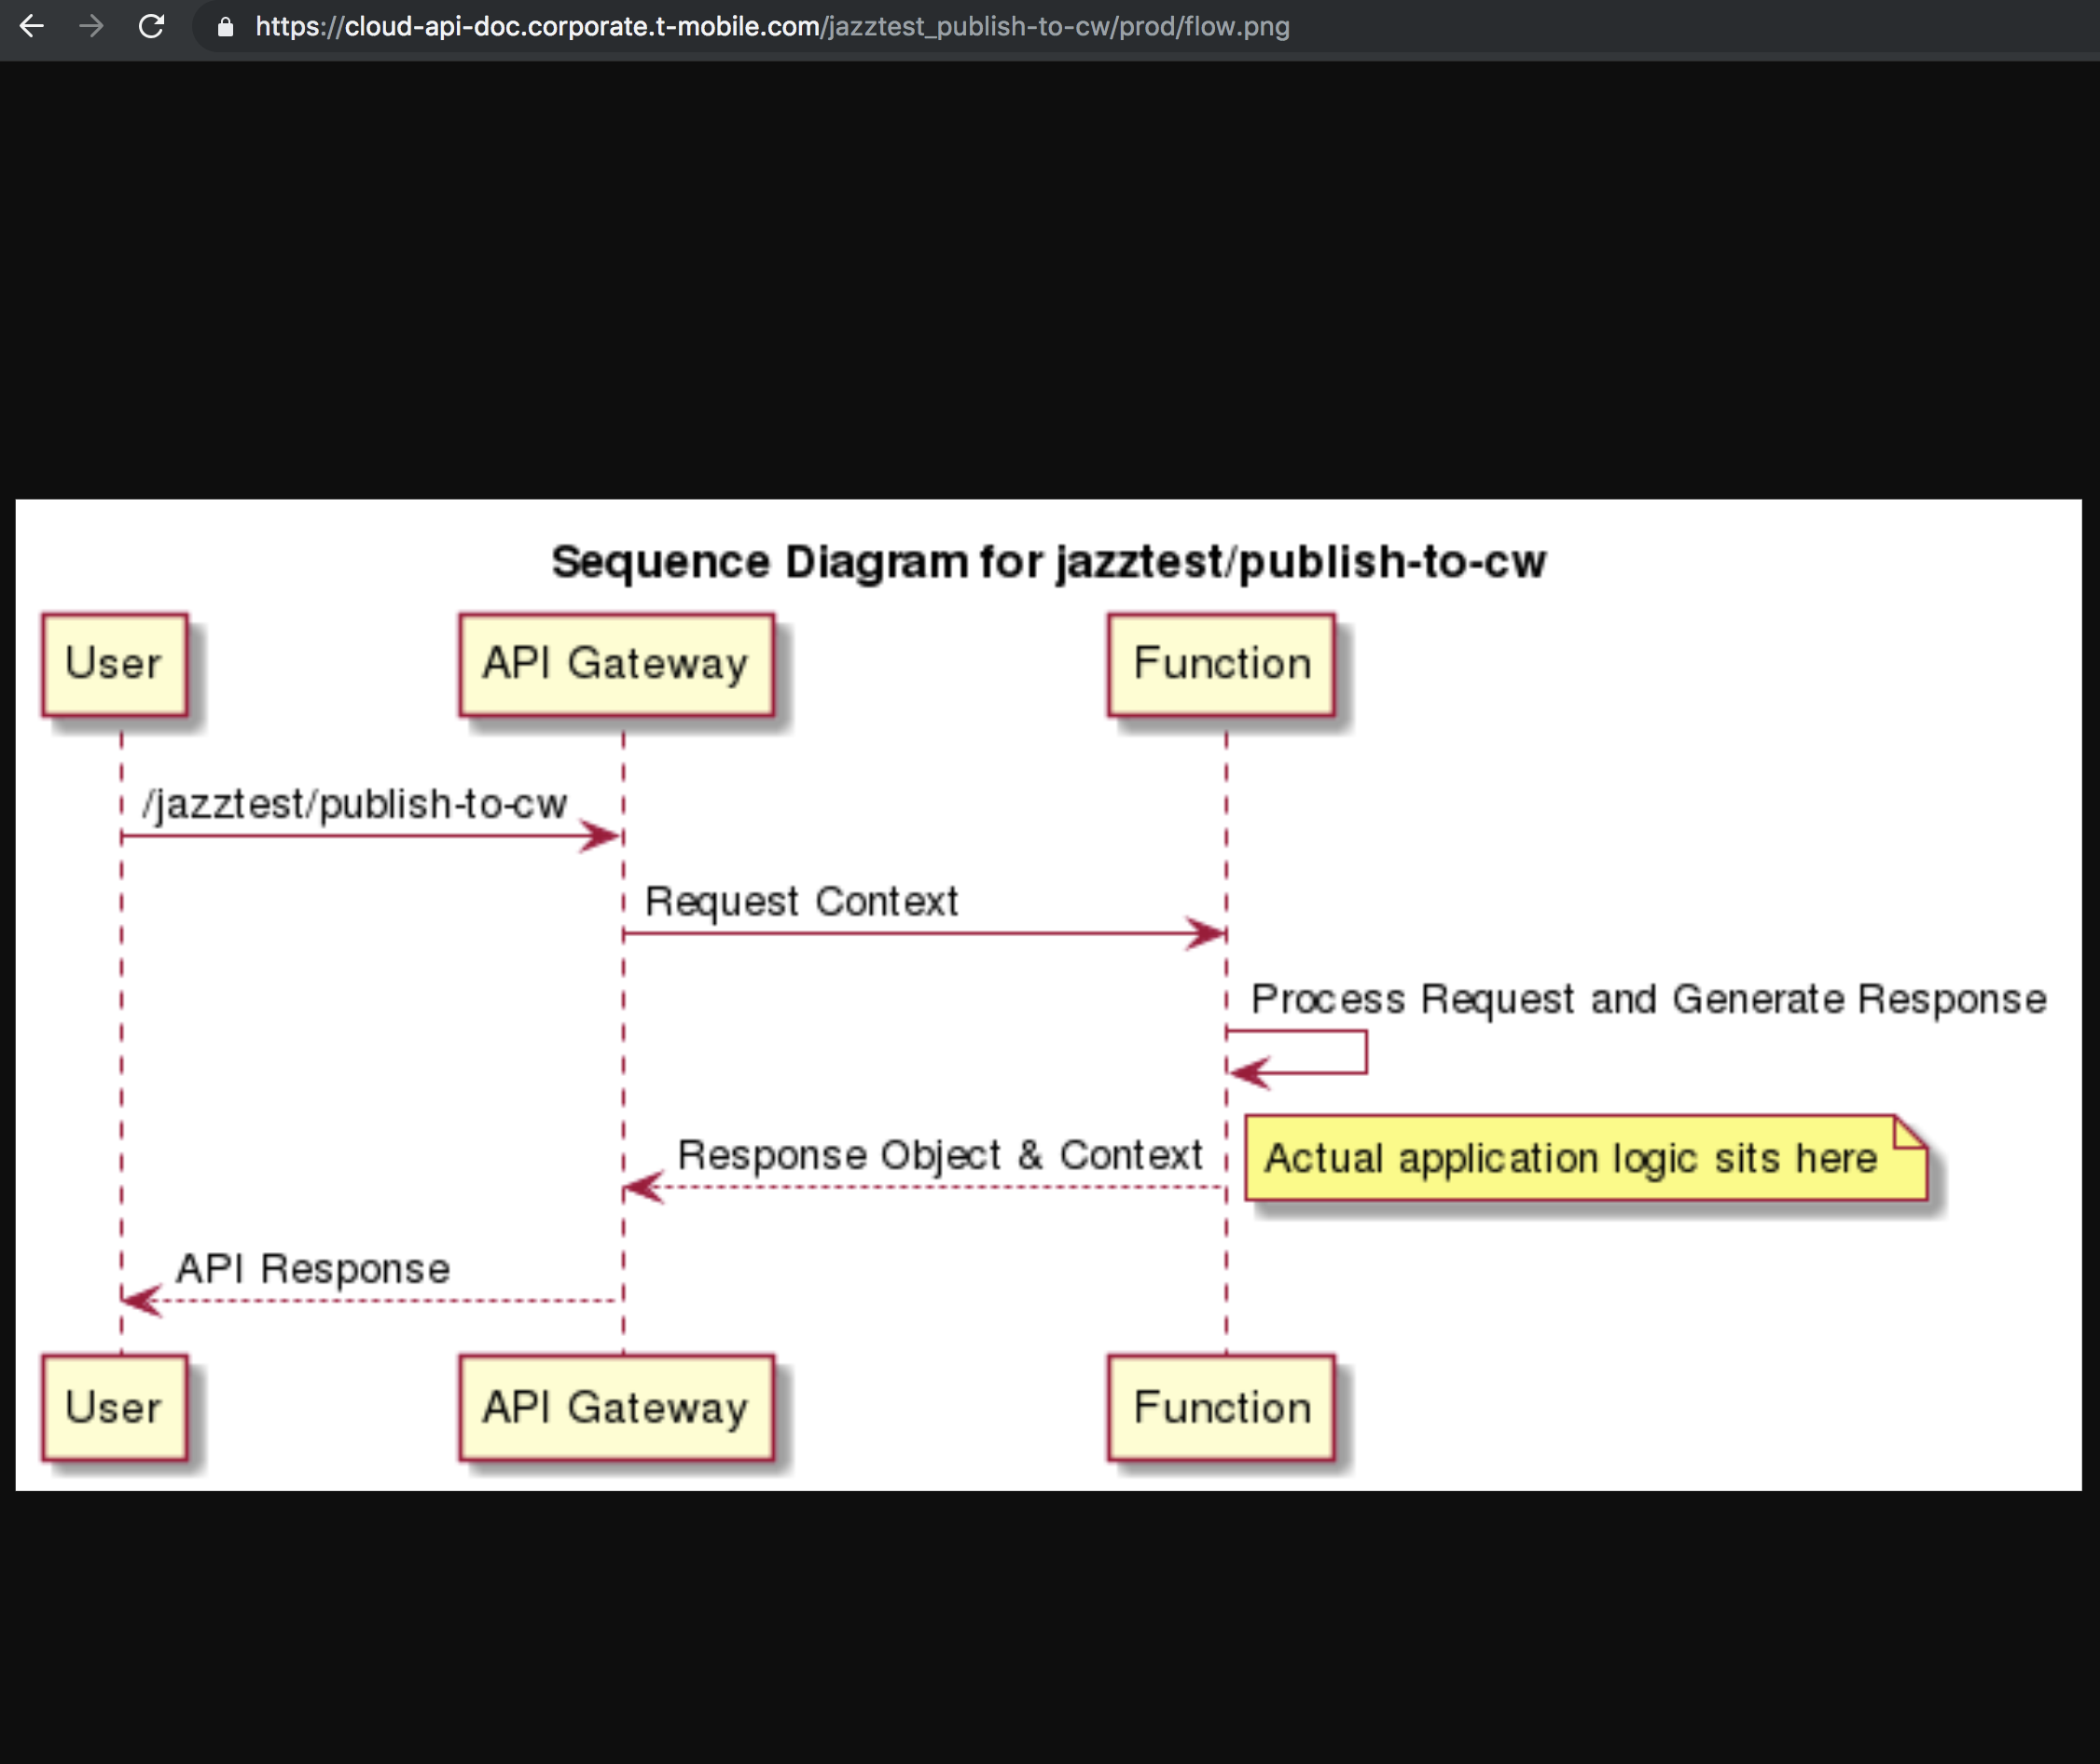 https://cloud-api-doc.corporate.t-mobile.com/jazztest_publish-to-cw/prod/flow.png
Sequence Diagram for jazztest/publish-to-cw
User API Gateway Function
/jazztest/publish-to-cw
Request Context
Process Request and Generate Response
Response Object & Context
Actual application logic sits here
API Response
User API Gateway Function